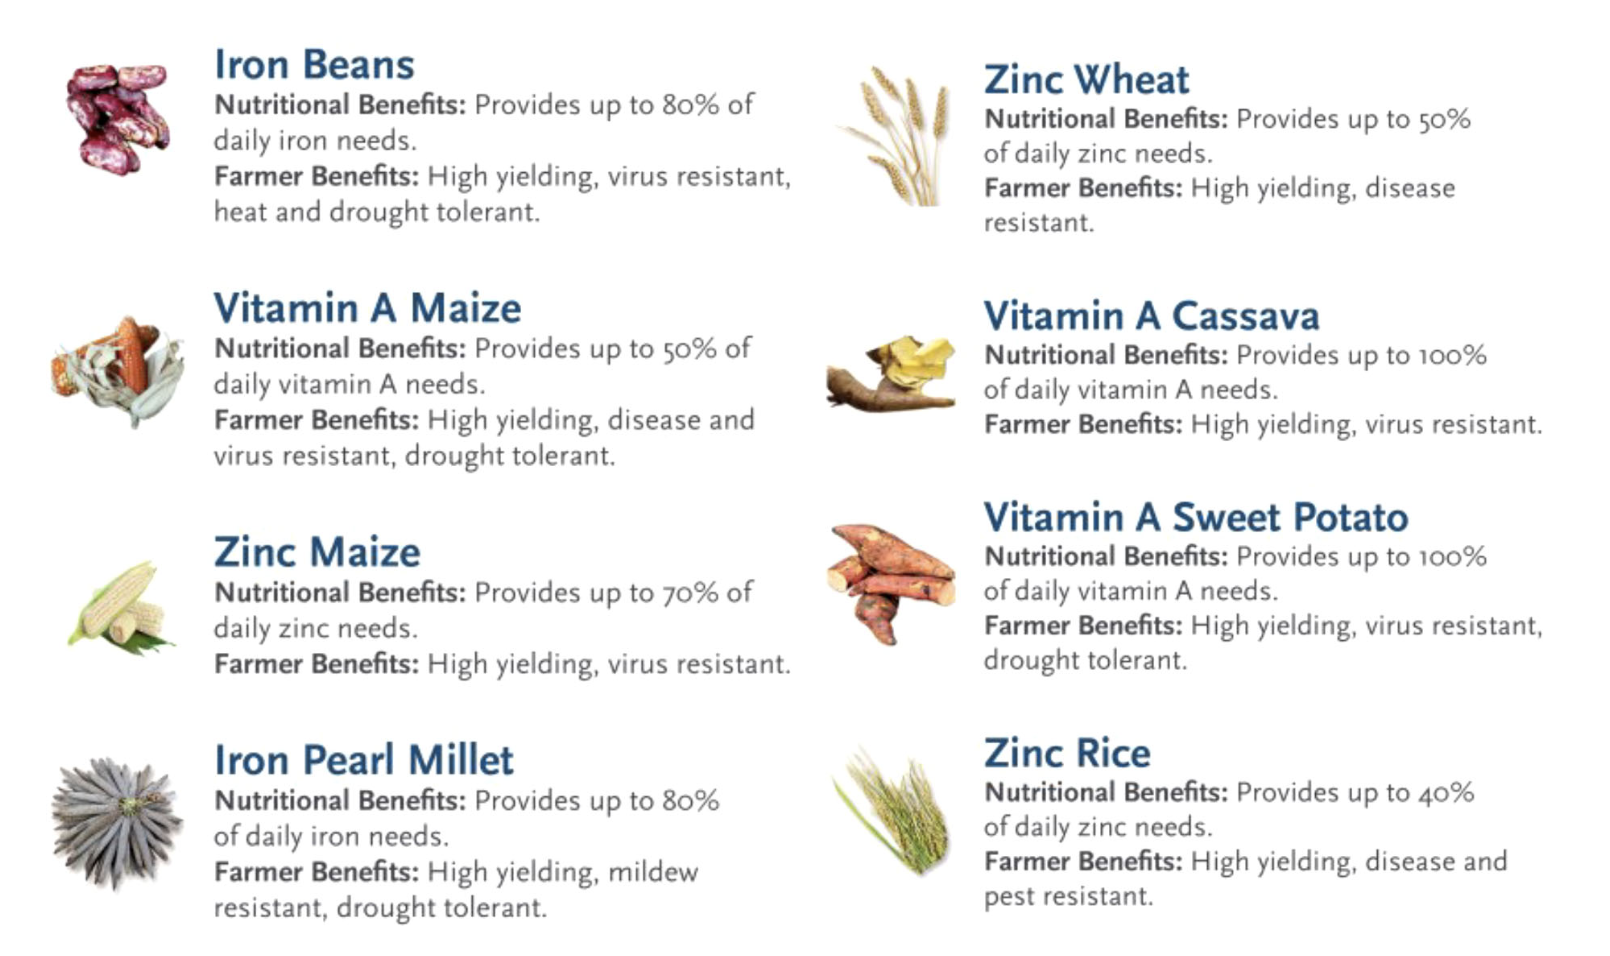 Iron Beans
Nutritional Benefits: Provides up to 80% of
daily iron needs.
Farmer Benefits: High yielding, virus resistant,
heat and drought tolerant.
Vitamin A Maize
Nutritional Benefits: Provides up to 50% of
daily vitamin A needs.
Farmer Benefits: High yielding, disease and
virus resistant, drought tolerant.
Zinc Maize
Nutritional Benefits: Provides up to 70% of
daily zinc needs.
Farmer Benefits: High yielding, virus resistant.
Iron Pearl Millet
Nutritional Benefits: Provides up to 80%
of daily iron needs.
Farmer Benefits: High yielding, mildew
resistant, drought tolerant.
Zinc Wheat
Nutritional Benefits: Provides up to 50%
of daily zinc needs.
Farmer Benefits: High yielding, disease
resistant.
Vitamin A Cassava
Nutritional Benefits: Provides up to 100%
of daily vitamin A needs.
Farmer Benefits: High yielding, virus resistant.
Vitamin A Sweet Potato
Nutritional Benefits: Provides up to 100%
of daily vitamin A needs.
Farmer Benefits: High yielding, virus resistant,
drought tolerant.
Zinc Rice
Nutritional Benefits: Provides up to 40%
of daily zinc needs.
Farmer Benefits: High yielding, disease and
pest resistant.